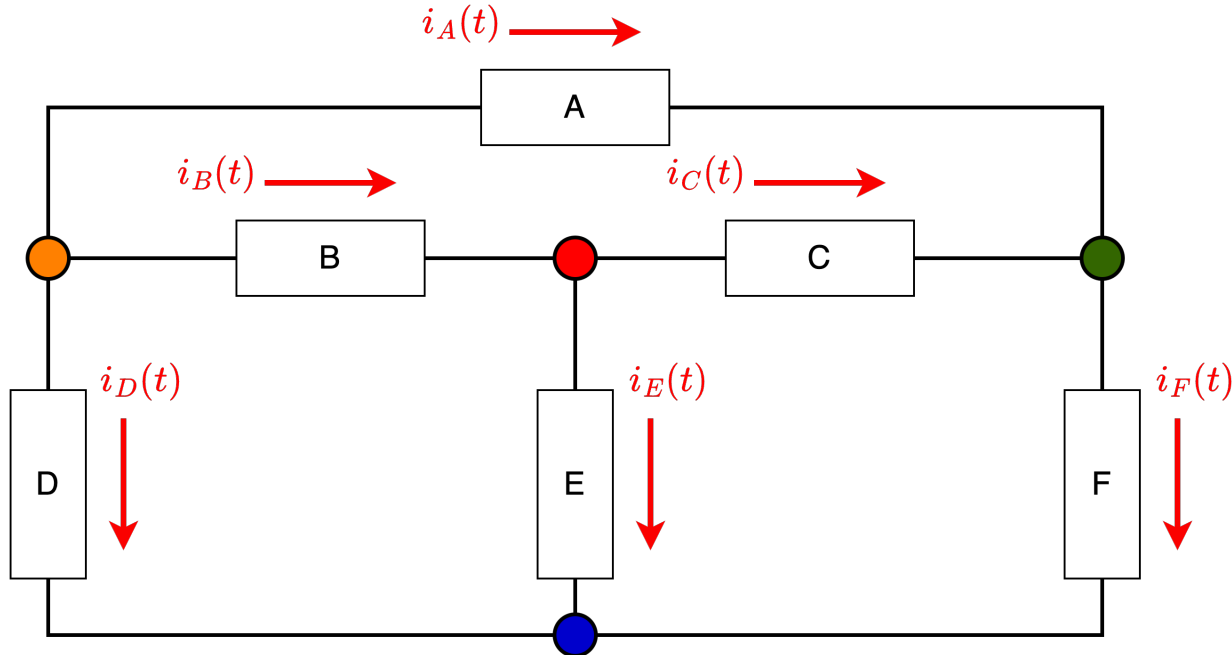 i_A(t)
A
i_B(t)
i_C(t)
B
C
i_D(t)
i_E(t)
i_F(t)
D
E
F